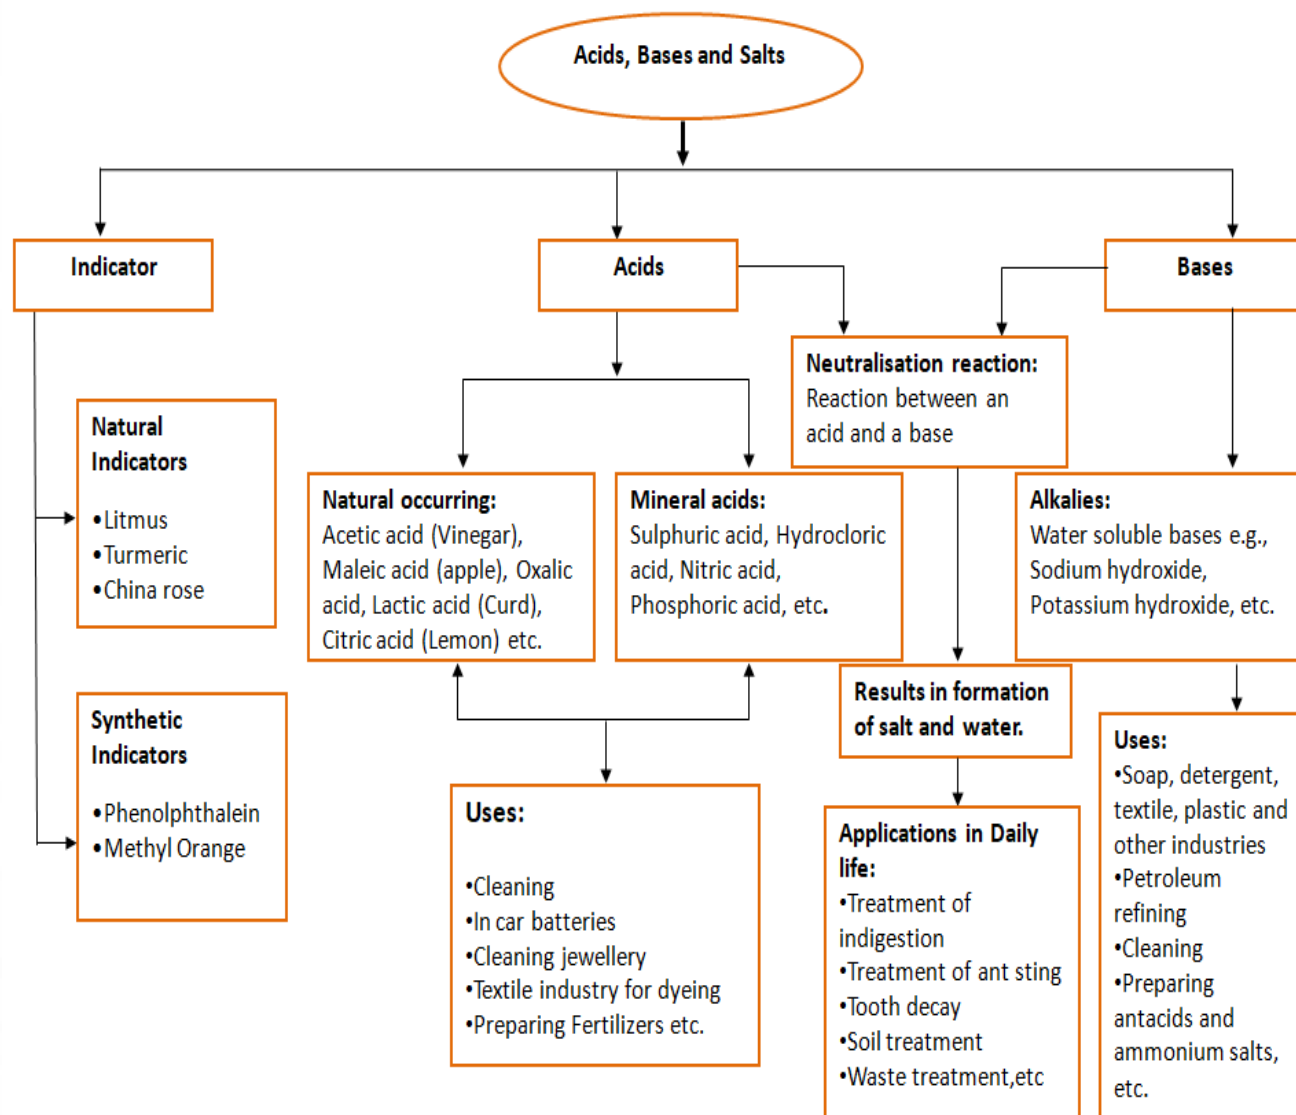 Acids, Bases and Salts
Indicator
Acids
Bases
Neutralisation reaction:
Reaction between an
acid and a base
Natural
Indicators
•Litmus
•Turmeric
•China rose
Natural occurring:
Acetic acid (Vinegar),
Maleic acid (apple), Oxalic
acid, Lactic acid (Curd),
Citric acid (Lemon) etc.
Mineral acids:
Sulphuric acid, Hydrocloric
acid, Nitric acid,
Phosphoric acid, etc.
Alkalies:
Water soluble bases e.g.,
Sodium hydroxide,
Potassium hydroxide, etc.
Results in formation
of salt and water.
Synthetic
Indicators
•Phenolphthalein
•Methyl Orange
Uses:
•Cleaning
•In car batteries
•Cleaning jewellery
•Textile industry for dyeing
•Preparing Fertilizers etc.
Applications in Daily
life:
•Treatment of
indigestion
•Treatment of ant sting
•Tooth decay
•Soil treatment
•Waste treatment,etc
Uses:
•Soap, detergent,
textile, plastic and
other industries
•Petroleum
refining
•Cleaning
•Preparing
antacids and
ammonium salts,
etc.